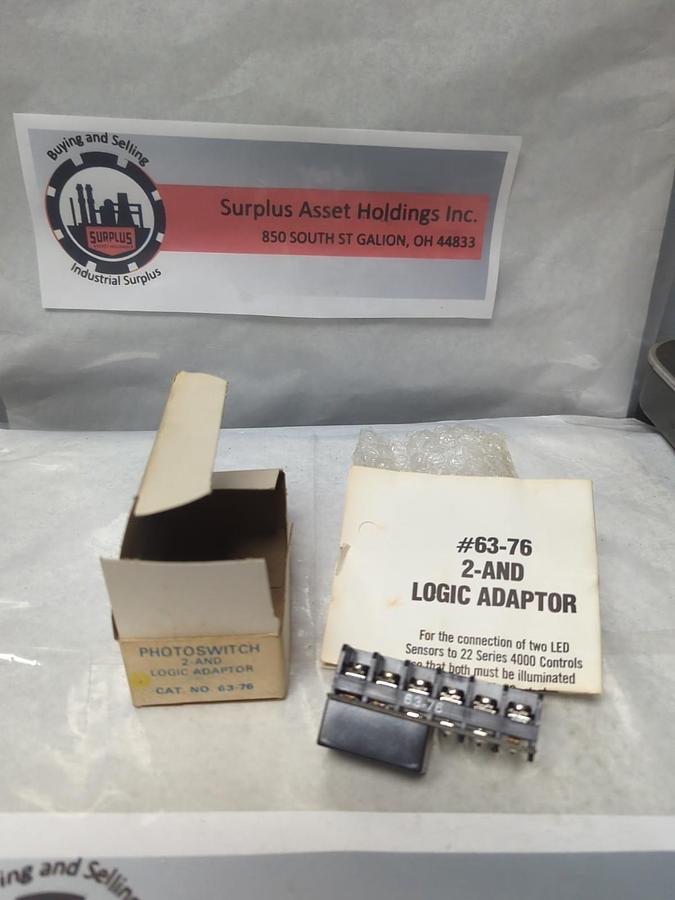 Buying and Selling
SURPLUS
Industrial Surplus
Surplus Asset Holdings Inc.
850 SOUTH ST GALION, OH 44833
PHOTOSWITCH
2-AND
LOGIC ADAPTOR
CAT. NO. 63-76
#63-76
2-AND
LOGIC ADAPTOR
For the connection of two LED
Sensors to 22 Series 4000 Controls
so that both must be illuminated
63-76
ing and Selling